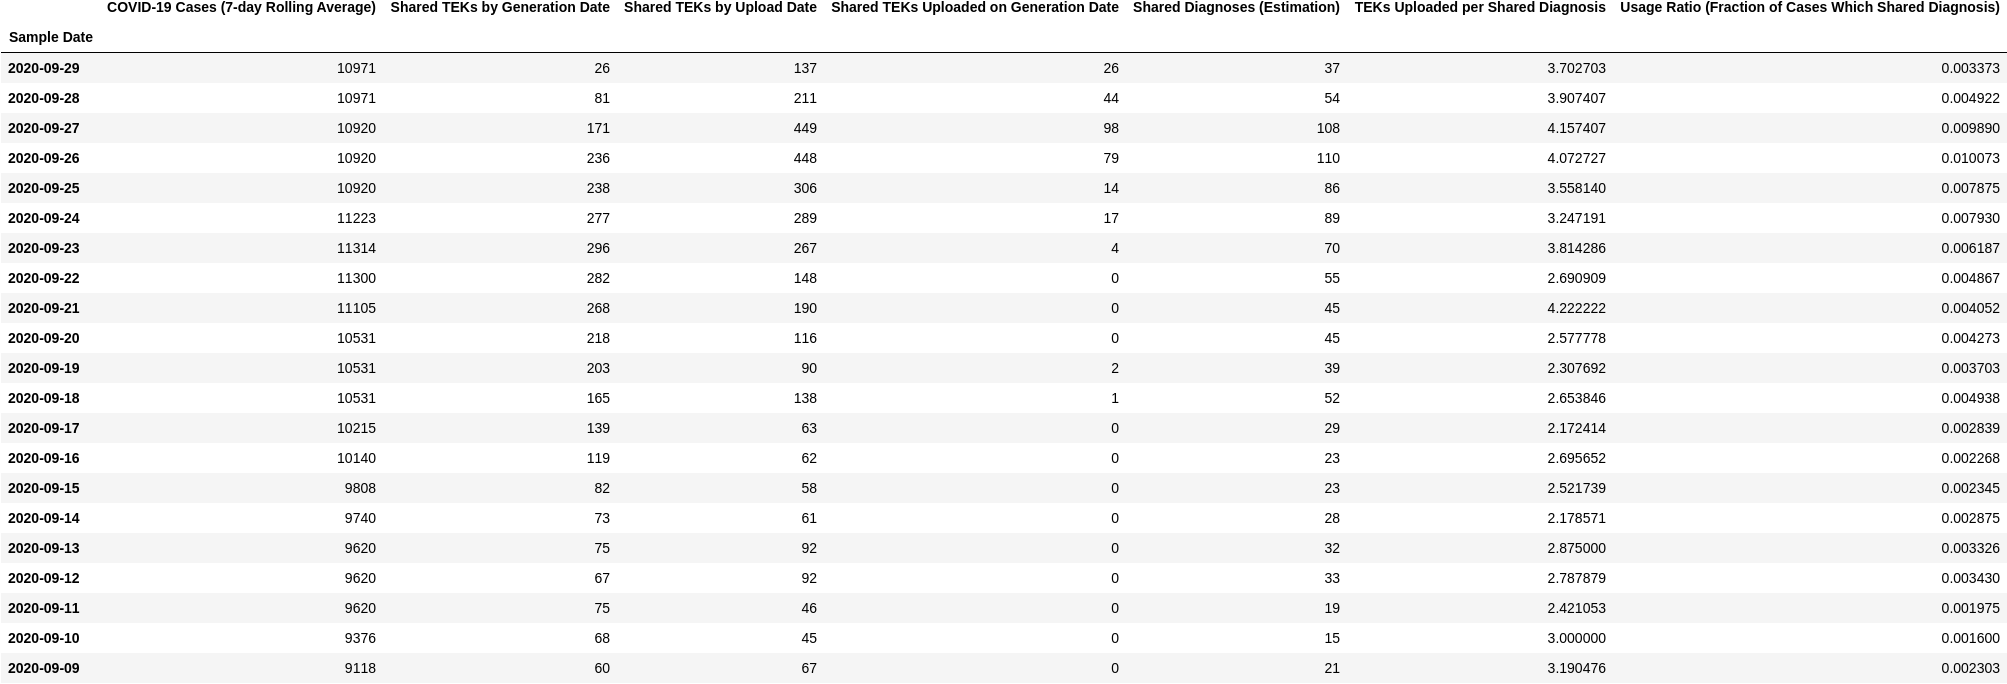 COVID-19 Cases (7-day Rolling Average) Shared TEKs by Generation Date Shared TEKs by Upload Date Shared TEKs Uploaded on Generation Date Shared Diagnoses (Estimation) TEKs Uploaded per Shared Diagnosis Usage Ratio (Fraction of Cases Which Shared Diagnosis)
Sample Date
2020-09-29 10971 26 137 26 37 3.702703 0.003373
2020-09-28 10971 81 211 44 54 3.907407 0.004922
2020-09-27 10920 171 449 98 108 4.157407 0.009890
2020-09-26 10920 236 448 79 110 4.072727 0.010073
2020-09-25 10920 238 306 14 86 3.558140 0.007875
2020-09-24 11223 277 289 17 89 3.247191 0.007930
2020-09-23 11314 296 267 4 70 3.814286 0.006187
2020-09-22 11300 282 148 0 55 2.690909 0.004867
2020-09-21 11105 268 190 0 45 4.222222 0.004052
2020-09-20 10531 218 116 0 45 2.577778 0.004273
2020-09-19 10531 203 90 2 39 2.307692 0.003703
2020-09-18 10531 165 138 1 52 2.653846 0.004938
2020-09-17 10215 139 63 0 29 2.172414 0.002839
2020-09-16 10140 119 62 0 23 2.695652 0.002268
2020-09-15 9808 82 58 0 23 2.521739 0.002345
2020-09-14 9740 73 61 0 28 2.178571 0.002875
2020-09-13 9620 75 92 0 32 2.875000 0.003326
2020-09-12 9620 67 92 0 33 2.787879 0.003430
2020-09-11 9620 75 46 0 19 2.421053 0.001975
2020-09-10 9376 68 45 0 15 3.000000 0.001600
2020-09-09 9118 60 67 0 21 3.190476 0.002303